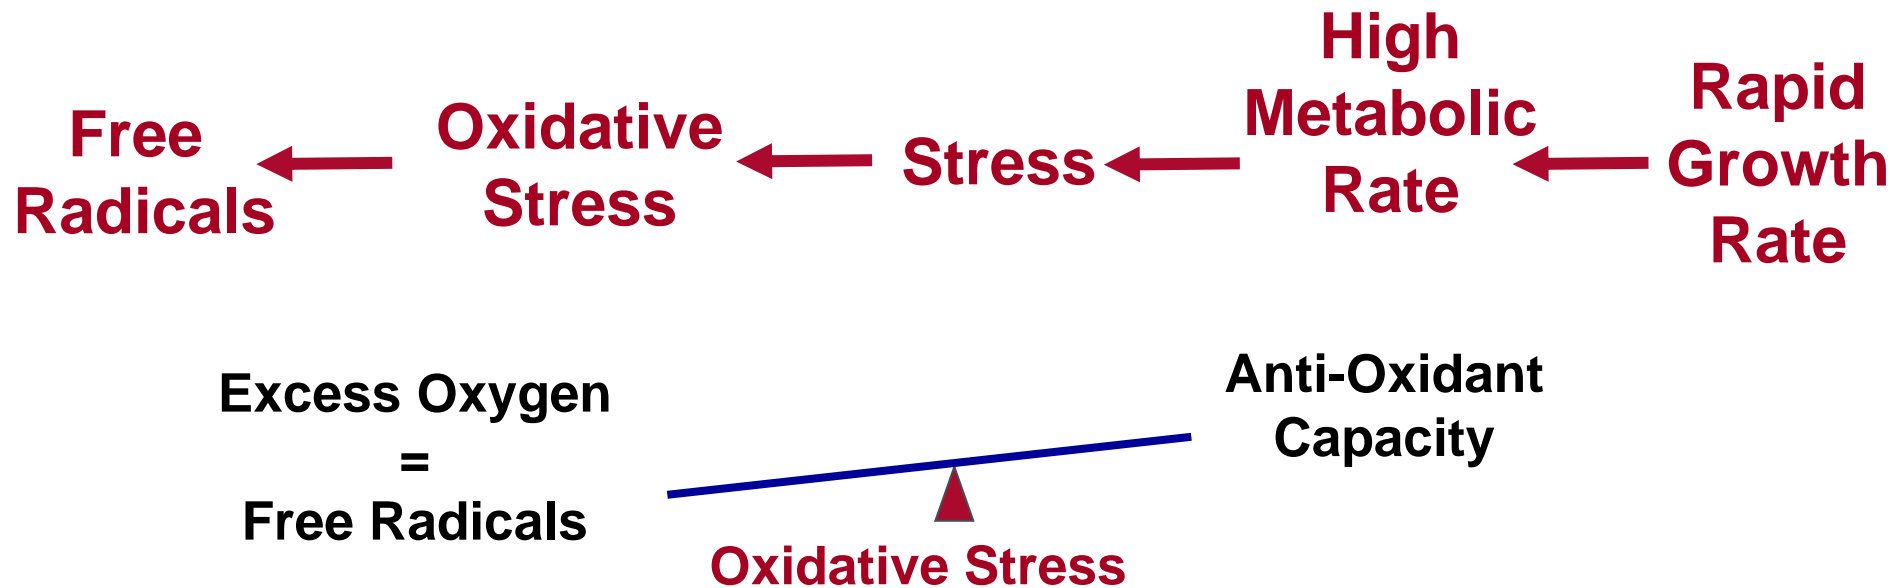 Free
Radicals
Oxidative
Stress
Stress
High
Metabolic
Rate
Rapid
Growth
Rate
Excess Oxygen
=
Free Radicals
Anti-Oxidant
Capacity
Oxidative Stress